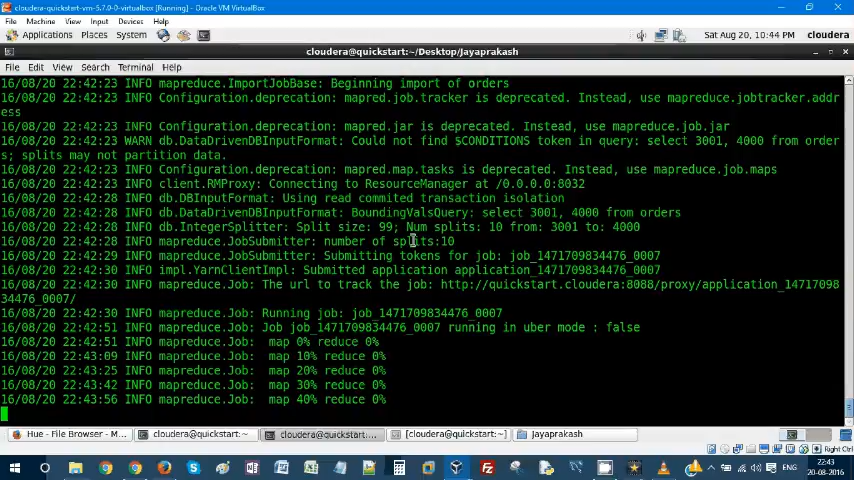 cloudera-quickstart-vm-5.7.0-0-virtualbox [Running] - Oracle VM VirtualBox
File Machine View Input Devices Help
Applications Places System Sat Aug 20, 10:44 PM cloudera
cloudera@quickstart:~/Desktop/Jayaprakash
File Edit View Search Terminal Help
16/08/20 22:42:23 INFO mapreduce.ImportJobBase: Beginning import of orders
16/08/20 22:42:23 INFO Configuration.deprecation: mapred.job.tracker is deprecated. Instead, use mapreduce.jobtracker.addr
ess
16/08/20 22:42:23 INFO Configuration.deprecation: mapred.jar is deprecated. Instead, use mapreduce.job.jar
16/08/20 22:42:23 WARN db.DataDrivenDBInputFormat: Could not find $CONDITIONS token in query: select 3001, 4000 from order
s; splits may not partition data.
16/08/20 22:42:23 INFO Configuration.deprecation: mapred.map.tasks is deprecated. Instead, use mapreduce.job.maps
16/08/20 22:42:23 INFO client.RMProxy: Connecting to ResourceManager at /0.0.0.0:8032
16/08/20 22:42:28 INFO db.DBInputFormat: Using read commited transaction isolation
16/08/20 22:42:28 INFO db.DataDrivenDBInputFormat: BoundingValsQuery: select 3001, 4000 from orders
16/08/20 22:42:28 INFO db.IntegerSplitter: Split size: 99; Num splits: 10 from: 3001 to: 4000
16/08/20 22:42:28 INFO mapreduce.JobSubmitter: number of splits:10
16/08/20 22:42:29 INFO mapreduce.JobSubmitter: Submitting tokens for job: job_1471709834476_0007
16/08/20 22:42:30 INFO impl.YarnClientImpl: Submitted application application_1471709834476_0007
16/08/20 22:42:30 INFO mapreduce.Job: The url to track the job: http://quickstart.cloudera:8088/proxy/application_14717098
34476_0007/
16/08/20 22:42:30 INFO mapreduce.Job: Running job: job_1471709834476_0007
16/08/20 22:42:51 INFO mapreduce.Job: Job job_1471709834476_0007 running in uber mode : false
16/08/20 22:42:51 INFO mapreduce.Job:  map 0% reduce 0%
16/08/20 22:43:09 INFO mapreduce.Job:  map 10% reduce 0%
16/08/20 22:43:25 INFO mapreduce.Job:  map 20% reduce 0%
16/08/20 22:43:42 INFO mapreduce.Job:  map 30% reduce 0%
16/08/20 22:43:56 INFO mapreduce.Job:  map 40% reduce 0%
Hue - File Browser - M... cloudera@quickstart:~ cloudera@quickstart:... [cloudera@quickstart:~] Jayaprakash
Right Ctrl
ENG
22:43
20-08-2016